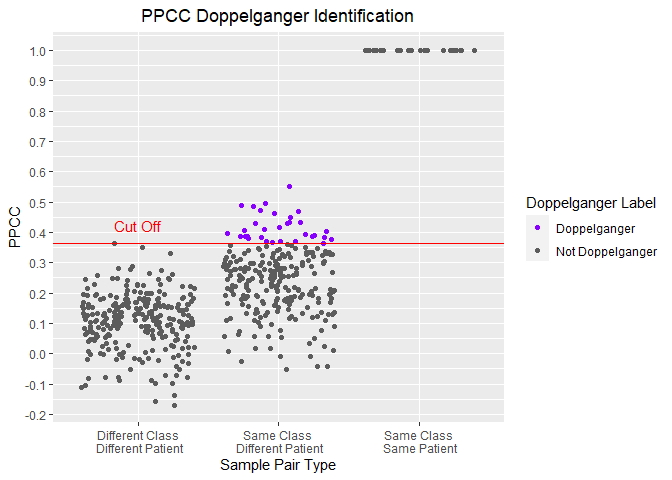 PPCC Doppelganger Identification
1.0
0.9
0.8
0.7
0.6
0.5
0.4
0.3
0.2
0.1
0.0
-0.1
-0.2
PPCC
Cut Off
Different Class
Different Patient
Same Class
Different Patient
Same Class
Same Patient
Sample Pair Type
Doppelganger Label
Doppelganger
Not Doppelganger